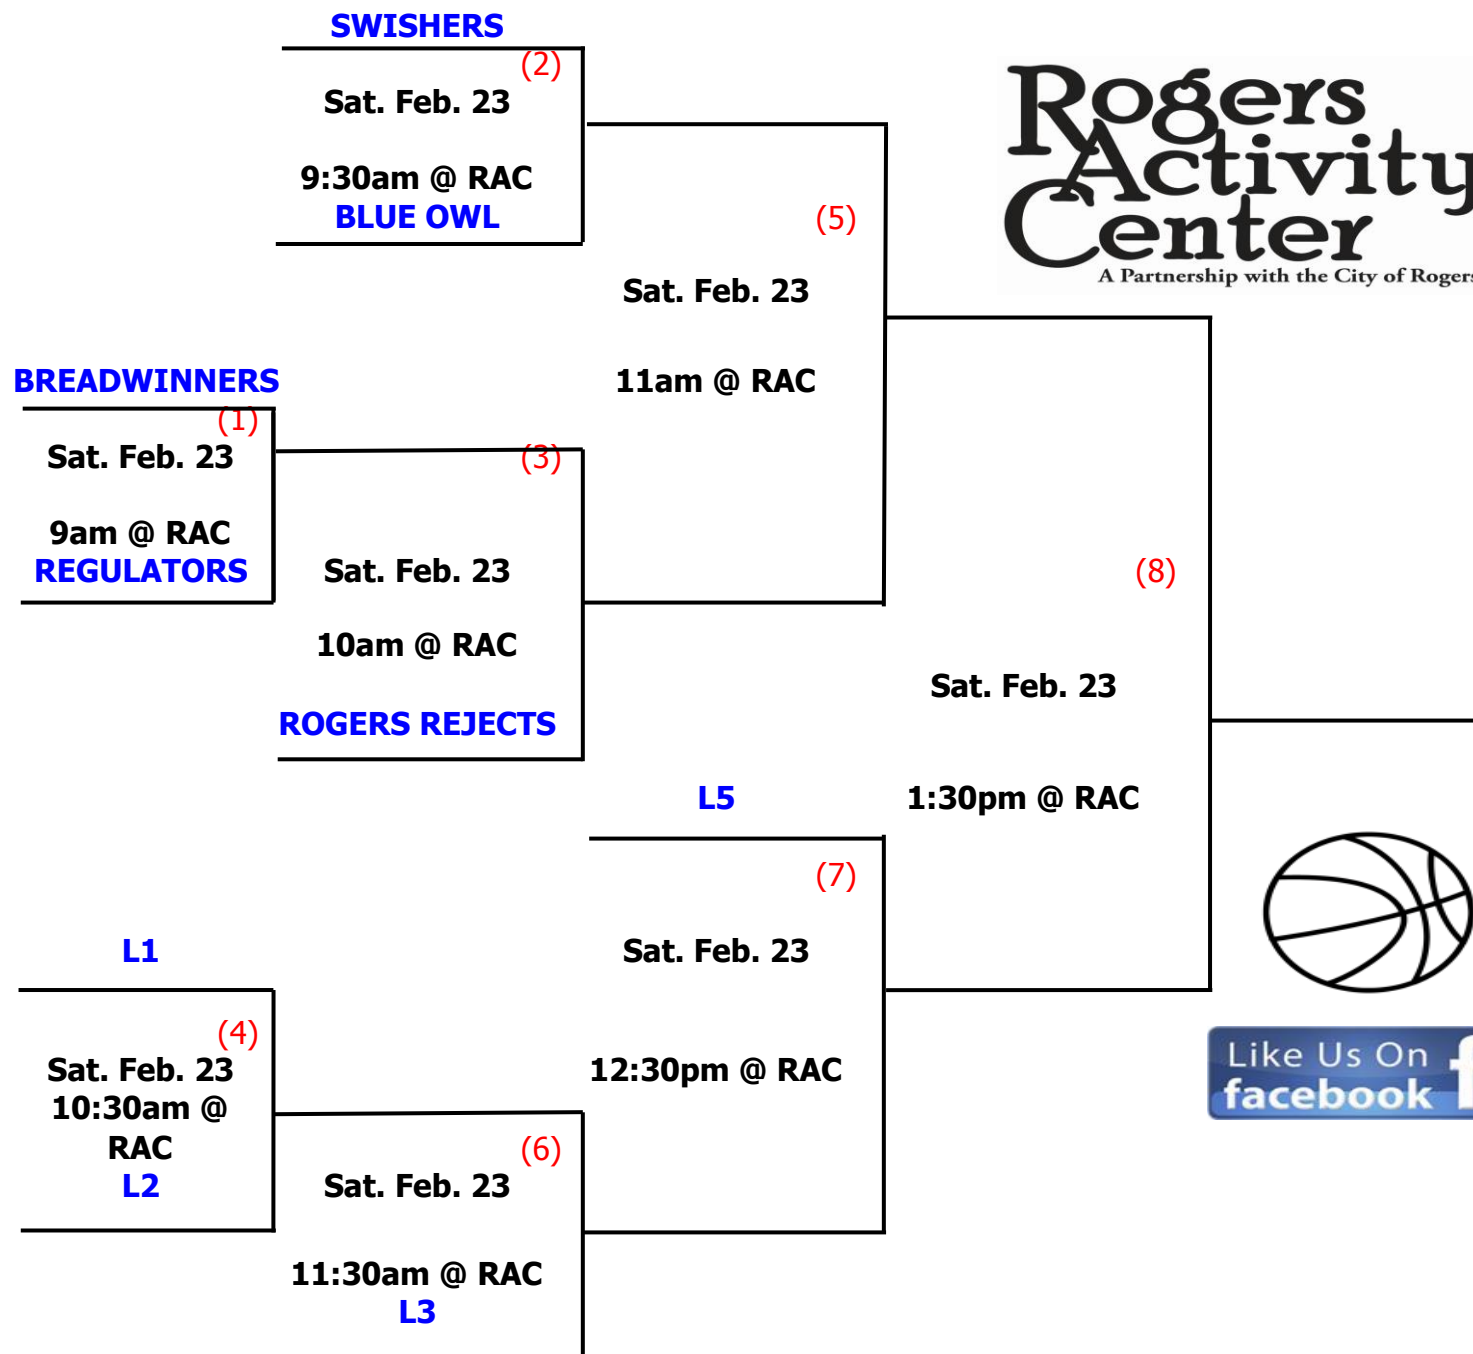 SWISHERS
(2)
Sat. Feb. 23
9:30am @ RAC
BLUE OWL
(5)
Sat. Feb. 23
11am @ RAC
Rogers
Activity
Center
A Partnership with the City of Rogers
BREADWINNERS
(1)
Sat. Feb. 23
9am @ RAC
REGULATORS
(3)
Sat. Feb. 23
10am @ RAC
ROGERS REJECTS
(8)
Sat. Feb. 23
1:30pm @ RAC
L5
(7)
Sat. Feb. 23
12:30pm @ RAC
L1
(4)
Sat. Feb. 23
10:30am @
RAC
L2
(6)
Sat. Feb. 23
11:30am @ RAC
L3
Like Us On
facebook f